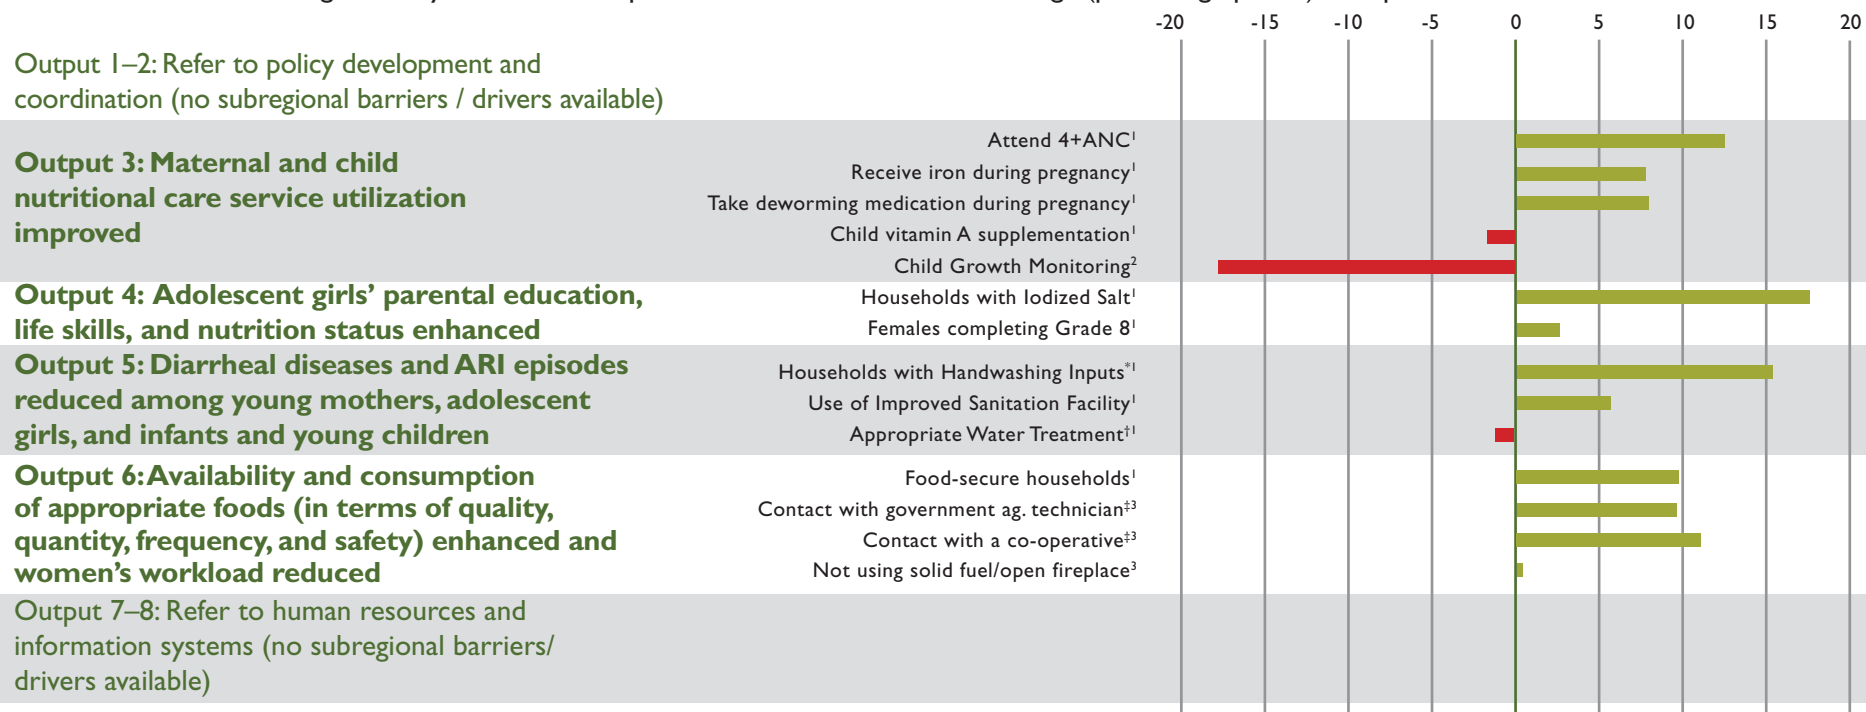 -20 -15 -10 -5 0 5 10 15 20
Output 1–2: Refer to policy development and
coordination (no subregional barriers / drivers available)
Output 3: Maternal and child
nutritional care service utilization
improved
Attend 4+ANC¹
Receive iron during pregnancy¹
Take deworming medication during pregnancy¹
Child vitamin A supplementation¹
Child Growth Monitoring²
Output 4: Adolescent girls’ parental education,
life skills, and nutrition status enhanced
Households with Iodized Salt¹
Females completing Grade 8¹
Output 5: Diarrheal diseases and ARI episodes
reduced among young mothers, adolescent
girls, and infants and young children
Households with Handwashing Inputs*¹
Use of Improved Sanitation Facility¹
Appropriate Water Treatment†¹
Output 6: Availability and consumption
of appropriate foods (in terms of quality,
quantity, frequency, and safety) enhanced and
women’s workload reduced
Food-secure households¹
Contact with government ag. technician‡³
Contact with a co-operative‡³
Not using solid fuel/open fireplace³
Output 7–8: Refer to human resources and
information systems (no subregional barriers/
drivers available)